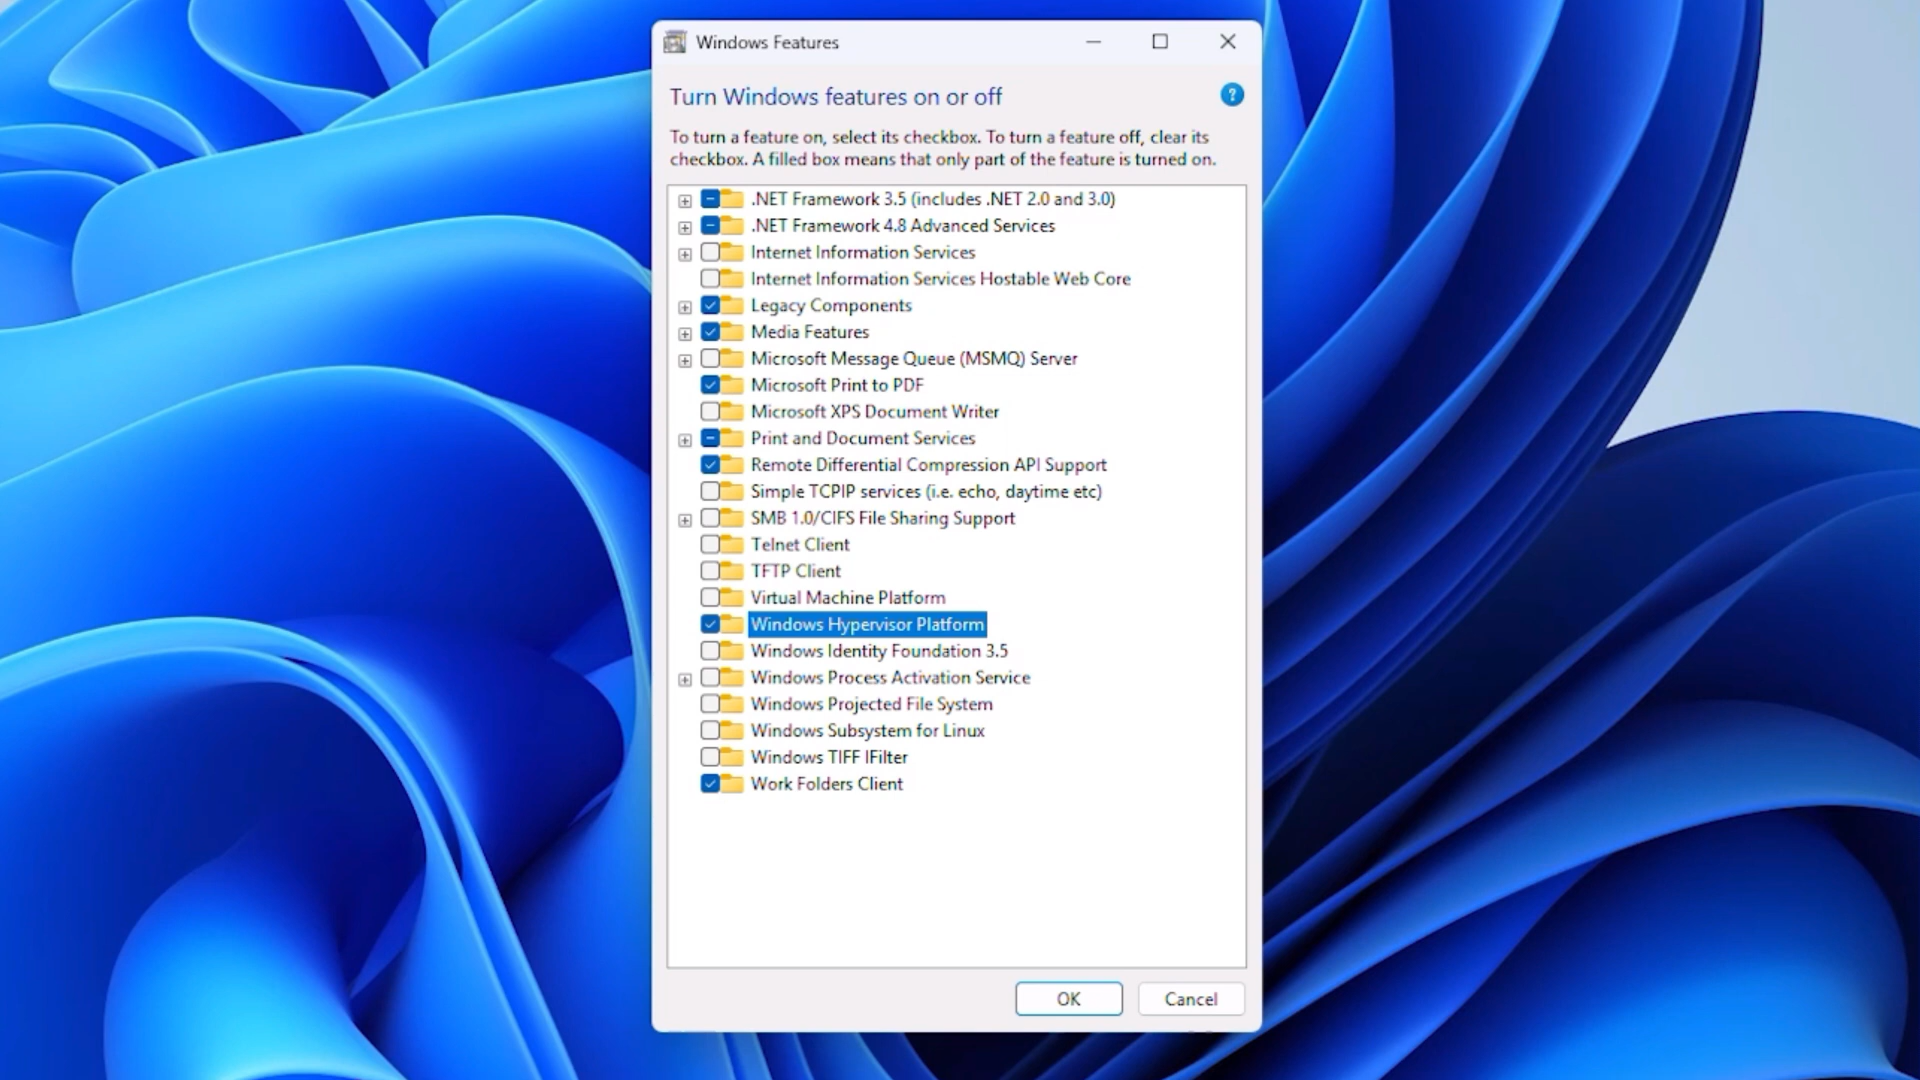 Windows Features
Turn Windows features on or off
To turn a feature on, select its checkbox. To turn a feature off, clear its
checkbox. A filled box means that only part of the feature is turned on.
.NET Framework 3.5 (includes .NET 2.0 and 3.0)
.NET Framework 4.8 Advanced Services
Internet Information Services
Internet Information Services Hostable Web Core
Legacy Components
Media Features
Microsoft Message Queue (MSMQ) Server
Microsoft Print to PDF
Microsoft XPS Document Writer
Print and Document Services
Remote Differential Compression API Support
Simple TCPIP services (i.e. echo, daytime etc)
SMB 1.0/CIFS File Sharing Support
Telnet Client
TFTP Client
Virtual Machine Platform
Windows Hypervisor Platform
Windows Identity Foundation 3.5
Windows Process Activation Service
Windows Projected File System
Windows Subsystem for Linux
Windows TIFF IFilter
Work Folders Client
OK Cancel